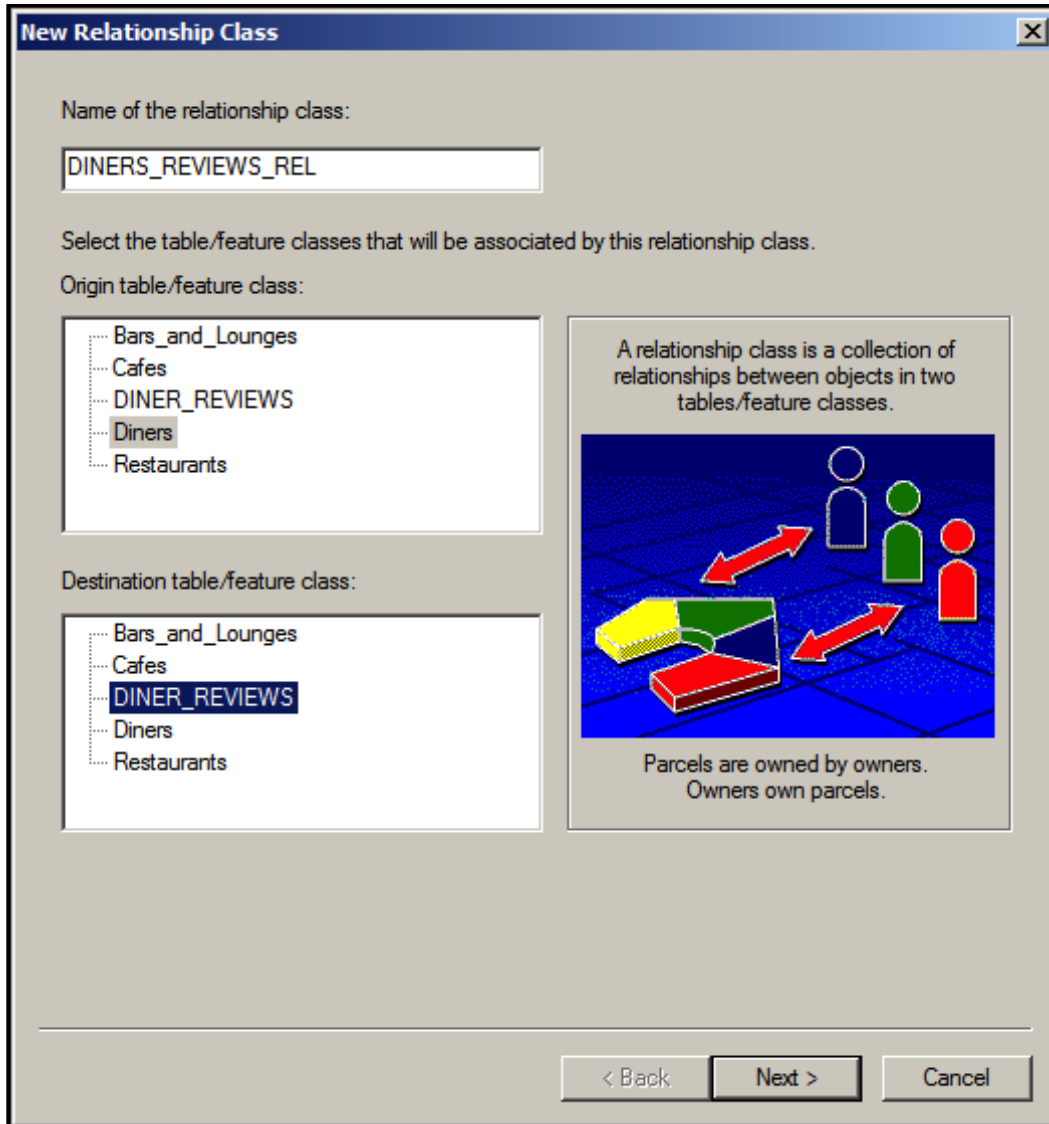 New Relationship Class
Name of the relationship class:
DINERS_REVIEWS_REL
Select the table/feature classes that will be associated by this relationship class.
Origin table/feature class:
Bars_and_Lounges
Cafes
DINER_REVIEWS
Diners
Restaurants
A relationship class is a collection of
relationships between objects in two
tables/feature classes.
Parcels are owned by owners.
Owners own parcels.
Destination table/feature class:
Bars_and_Lounges
Cafes
DINER_REVIEWS
Diners
Restaurants
< Back
Next >
Cancel